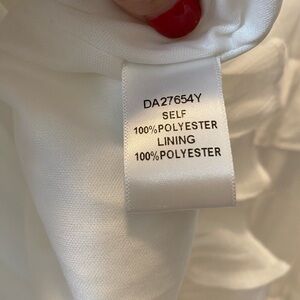 DA27654Y
SELF
100%POLYESTER
LINING
100%POLYESTER